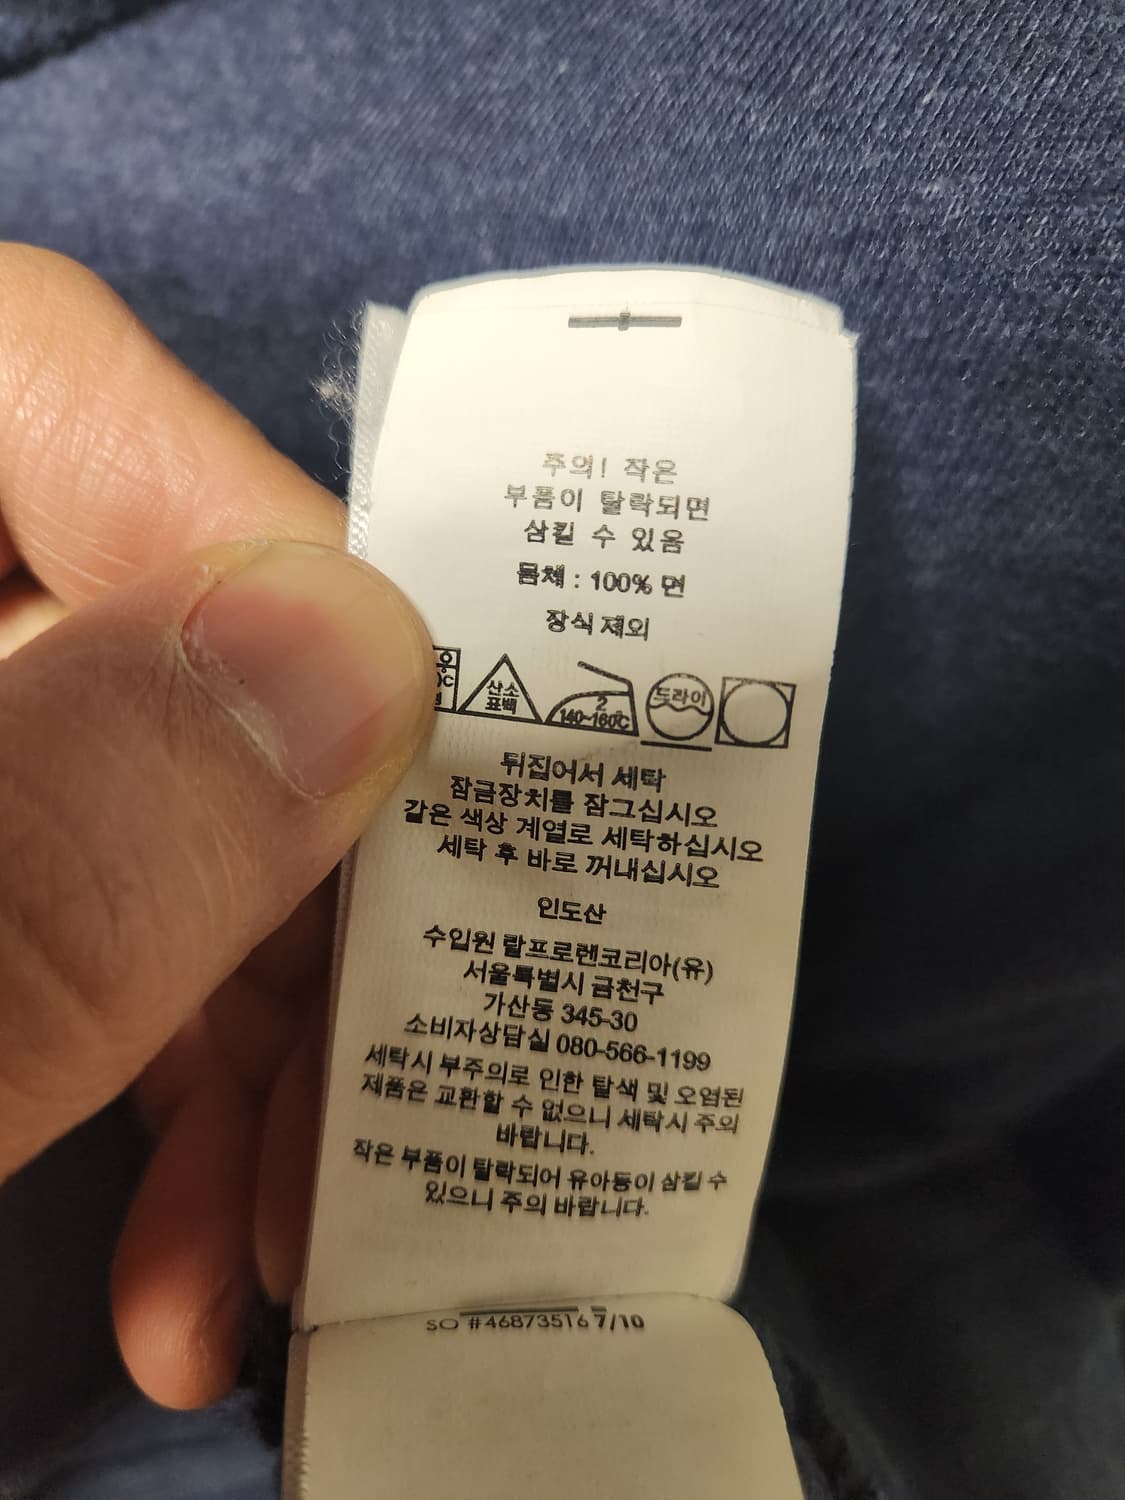 주의! 작은
부품이 탈락되면
삼킬 수 있음
몸체 : 100% 면
장식 제외
산소
표백
2
140~160℃
드라이
뒤집어서 세탁
잠금장치를 잠그십시오
같은 색상 계열로 세탁하십시오
세탁 후 바로 꺼내십시오
인도산
수입원 랄프로렌코리아(유)
서울특별시 금천구
가산동 345-30
소비자상담실 080-566-1199
세탁시 부주의로 인한 탈색 및 오염된
제품은 교환할 수 없으니 세탁시 주의
바랍니다.
작은 부품이 탈락되어 유아등이 삼킬 수
있으니 주의 바랍니다.
SO #46873516 7/10